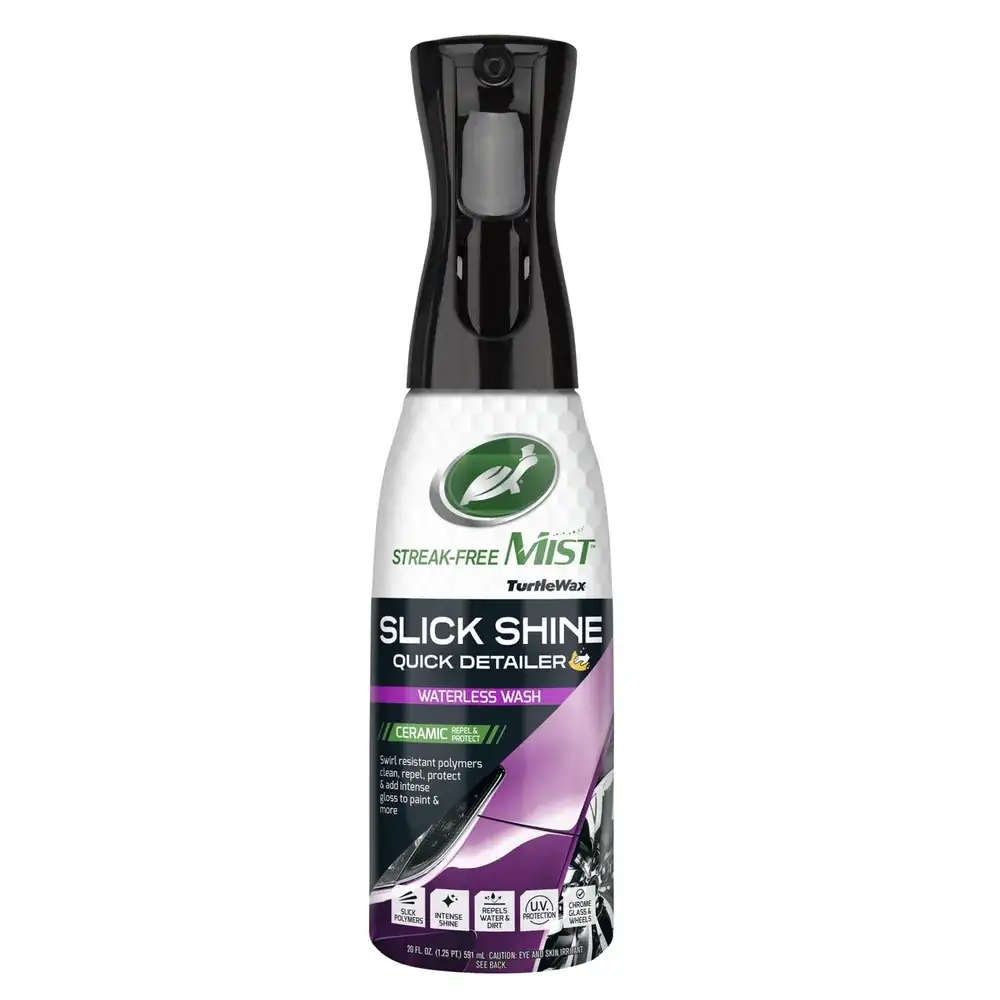 STREAK-FREE MIST™
TurtleWax
SLICK SHINE
QUICK DETAILER
WATERLESS WASH
CERAMIC REPEL &
PROTECT
Swirl resistant polymers
clean, repel, protect
& add intense
gloss to paint &
more
SLICK
POLYMERS
INTENSE
SHINE
REPELS
WATER &
DIRT
U.V.
PROTECTION
CHROME
GLASS &
WHEELS
20 FL. OZ. (1.25 PT.) 591 mL CAUTION: EYE AND SKIN IRRITANT
SEE BACK.